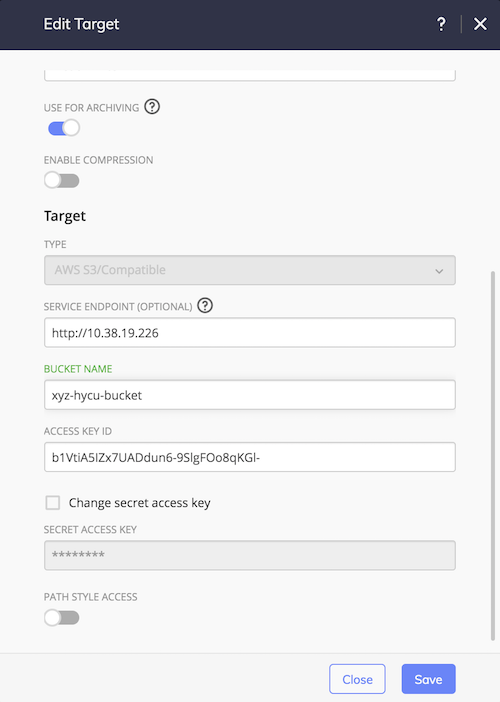 Edit Target
?
USE FOR ARCHIVING ?
ENABLE COMPRESSION
Target
TYPE
AWS S3/Compatible
SERVICE ENDPOINT (OPTIONAL) ?
http://10.38.19.226
BUCKET NAME
xyz-hycu-bucket
ACCESS KEY ID
b1VtiA5IZx7UADdun6-9SlgFOo8qKGl-
Change secret access key
SECRET ACCESS KEY
********
PATH STYLE ACCESS
Close Save